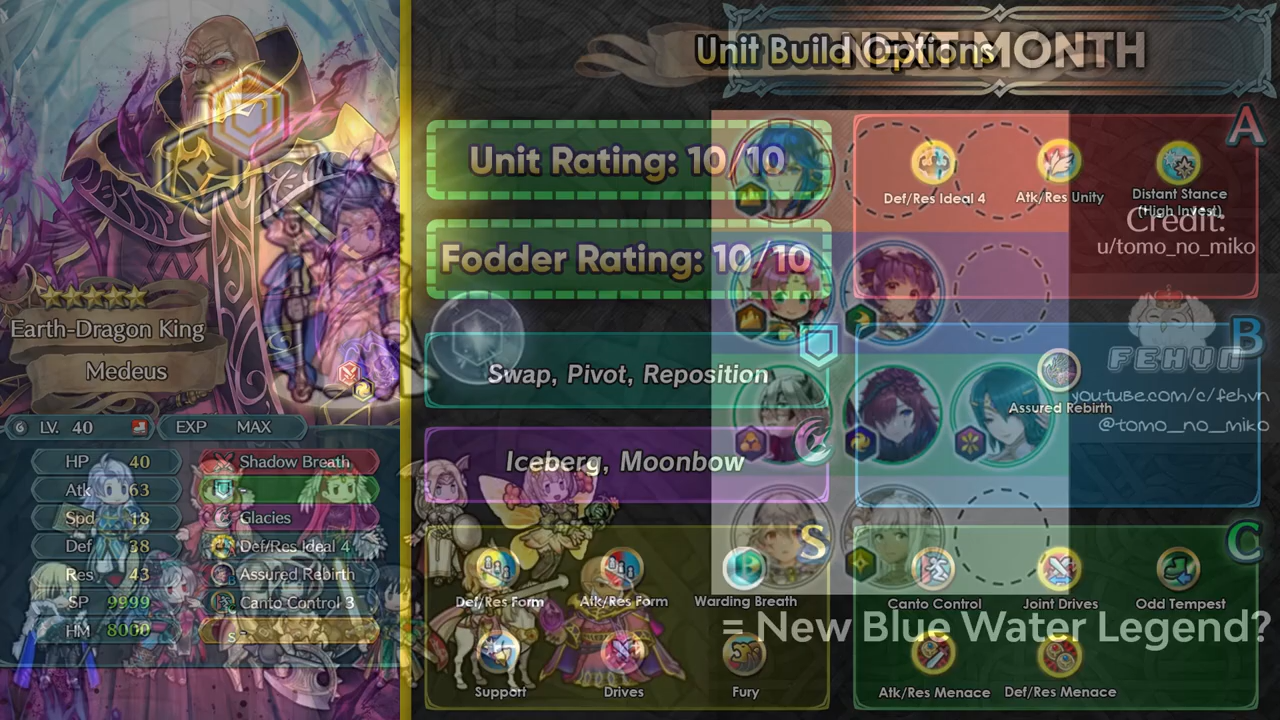 Unit Build Options
NEXT MONTH
Unit Rating: 10/10
Fodder Rating: 10/10
Swap, Pivot, Reposition
Iceberg, Moonbow
A
Def/Res Ideal 4
Atk/Res Unity
Distant Stance
(High Invest)
Credit:
u/tomo_no_miko
B
FEHVN
Assured Rebirth
youtube.com/c/fehvn
@tomo_no_miko
Earth-Dragon King
Medeus
6 LV. 40
EXP MAX
HP 40
Atk 63
Spd 18
Def 38
Res 43
SP 9999
HM 8000
Shadow Breath
-
Glacies
Def/Res Ideal 4
Assured Rebirth
Canto Control 3
S -
S
Def/Res Form
Atk/Res Form
Warding Breath
Support
Drives
Fury
C
Canto Control
Joint Drives
Odd Tempest
= New Blue Water Legend?
Atk/Res Menace
Def/Res Menace